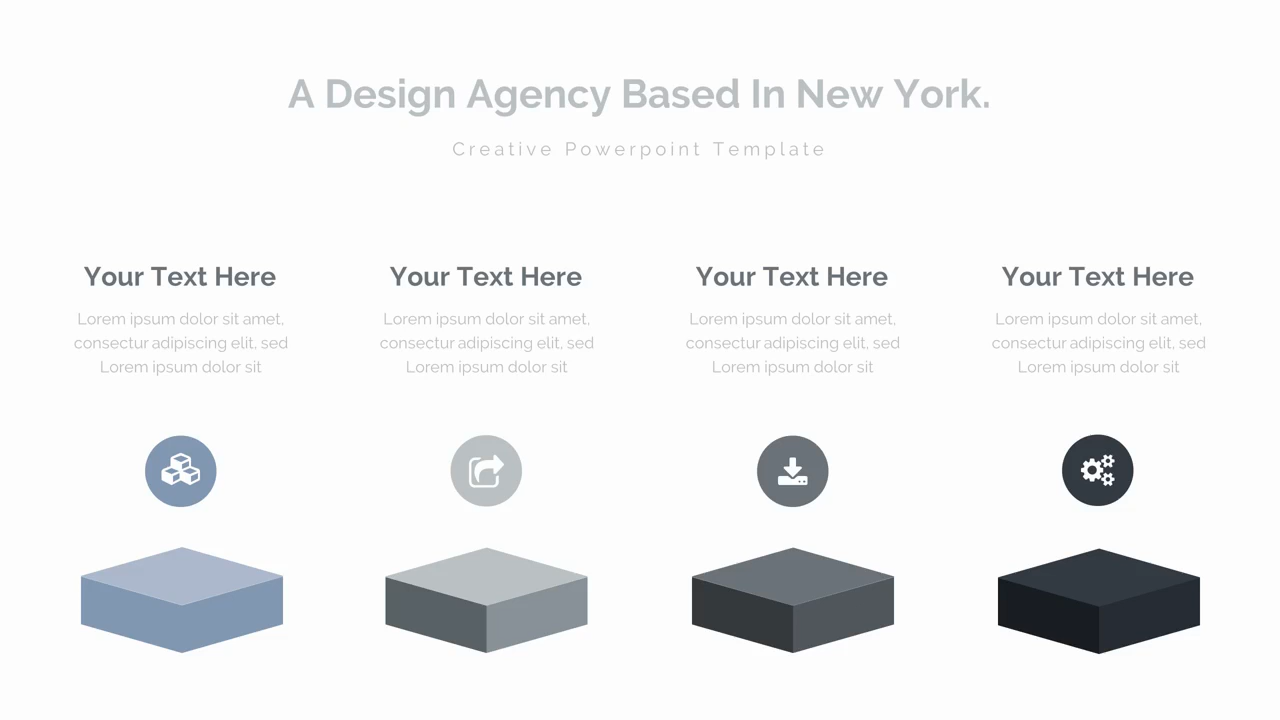 A Design Agency Based In New York.
Creative Powerpoint Template
Your Text Here
Lorem ipsum dolor sit amet,
consectur adipiscing elit, sed
Lorem ipsum dolor sit
Your Text Here
Lorem ipsum dolor sit amet,
consectur adipiscing elit, sed
Lorem ipsum dolor sit
Your Text Here
Lorem ipsum dolor sit amet,
consectur adipiscing elit, sed
Lorem ipsum dolor sit
Your Text Here
Lorem ipsum dolor sit amet,
consectur adipiscing elit, sed
Lorem ipsum dolor sit